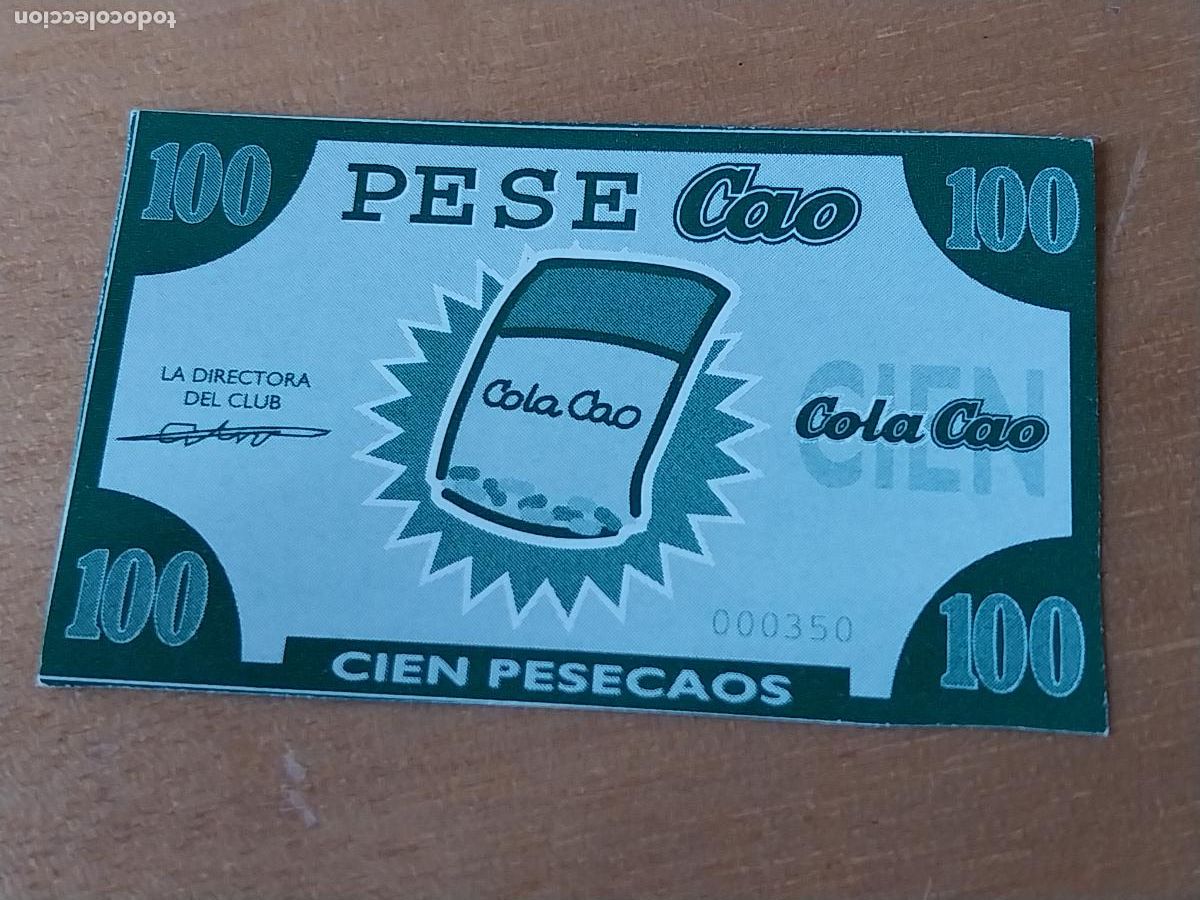 todocoleccion
100
PESE Cao
100
LA DIRECTORA
DEL CLUB
Cola Cao
CIEN
Cola Cao
100
000350
100
CIEN PESECAOS